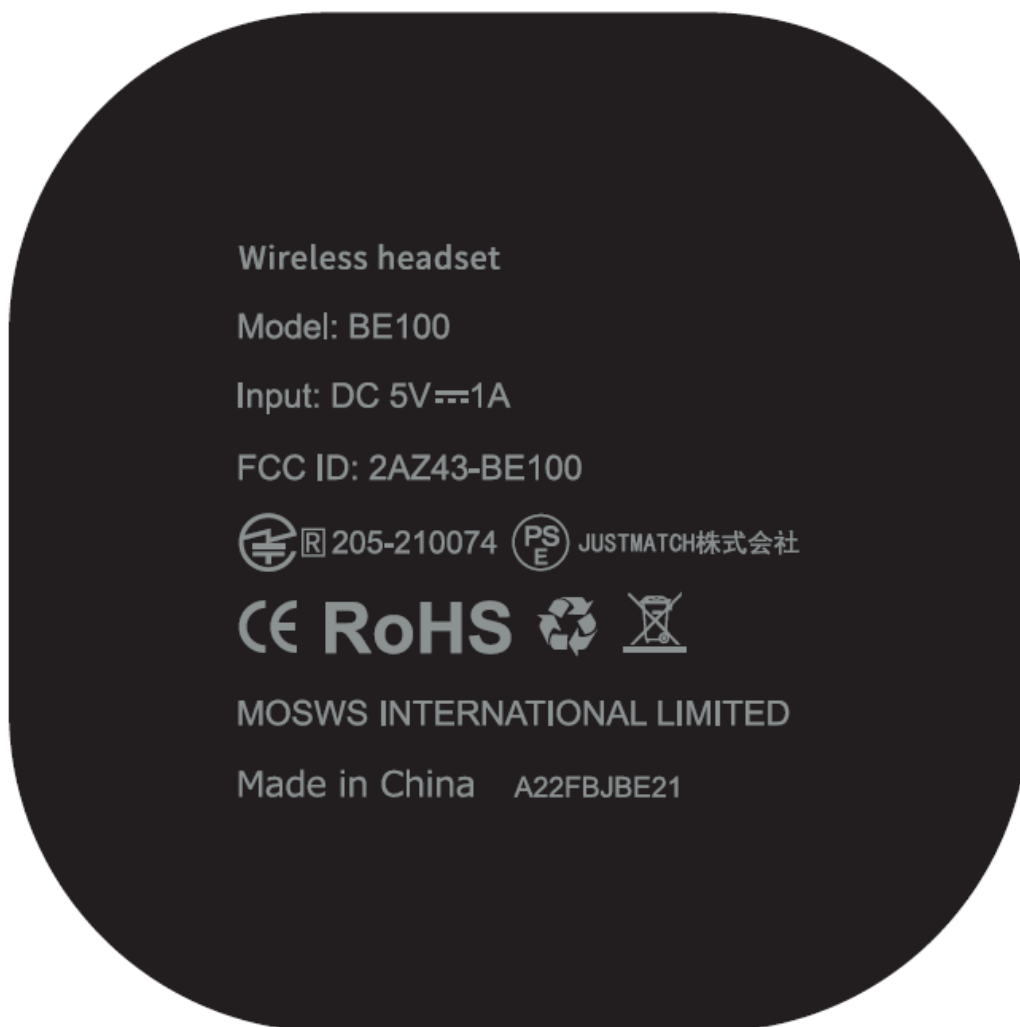 Wireless headset
Model: BE100
Input: DC 5V⎓1A
FCC ID: 2AZ43-BE100
R 205-210074 PSE JUSTMATCH株式会社
CE RoHS
MOSWS INTERNATIONAL LIMITED
Made in China A22FBJBE21